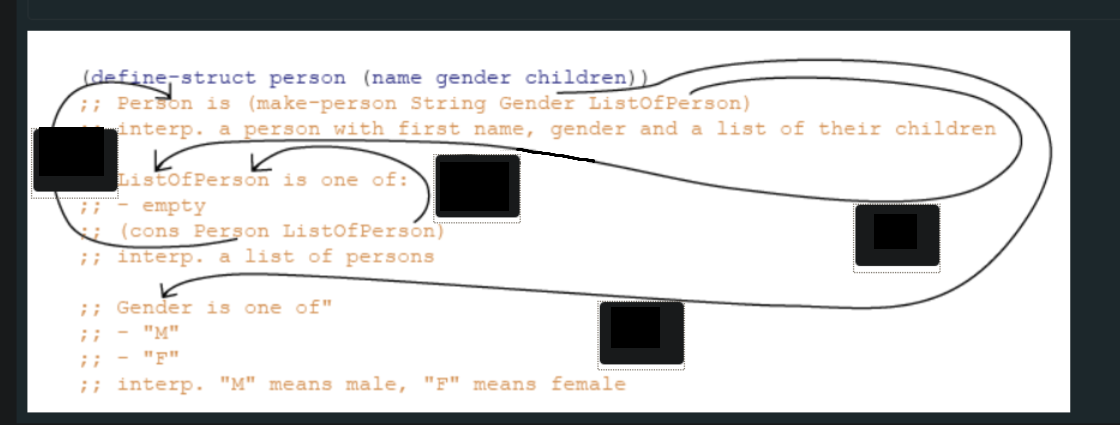 (define-struct person (name gender children))
;; Person is (make-person String Gender ListOfPerson)
;; interp. a person with first name, gender and a list of their children
ListOfPerson is one of:
;; - empty
;; (cons Person ListOfPerson)
;; interp. a list of persons
;; Gender is one of"
;; - "M"
;; - "F"
;; interp. "M" means male, "F" means female